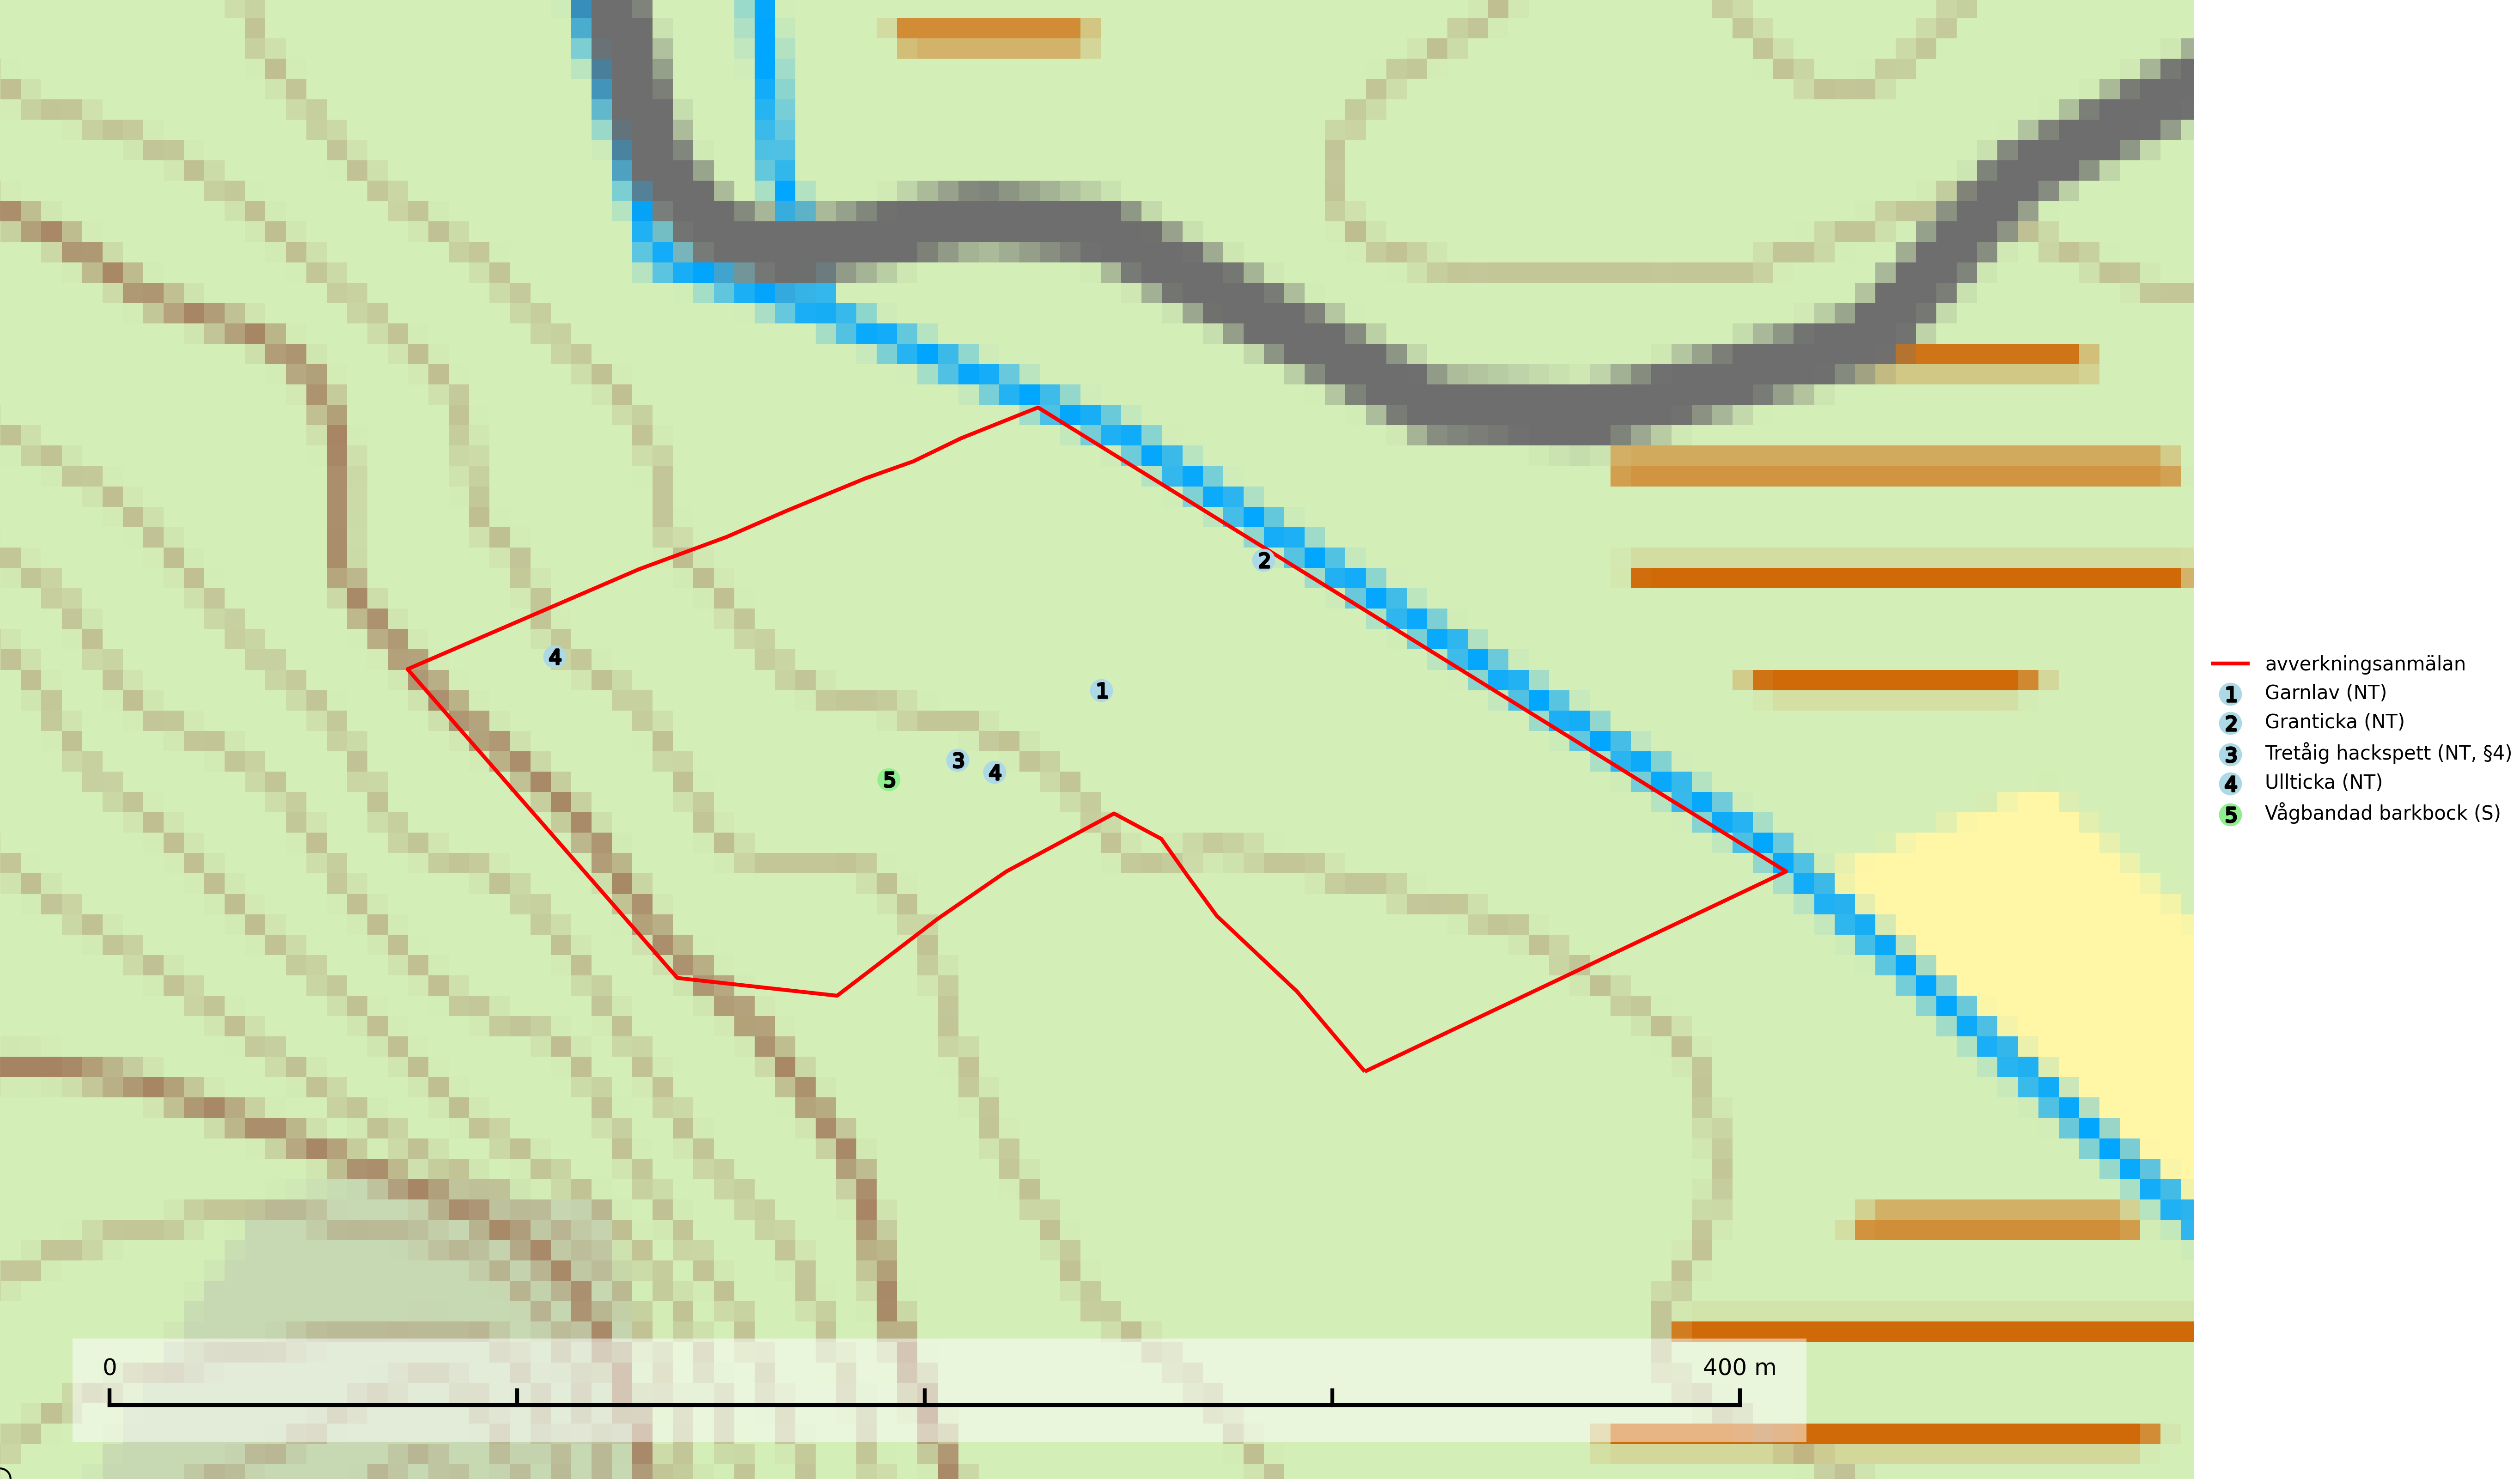 2
4
1
3
4
5
avverkningsanmälan
1 Garnlav (NT)
2 Granticka (NT)
3 Tretåig hackspett (NT, §4)
4 Ullticka (NT)
5 Vågbandad barkbock (S)
0 400 m